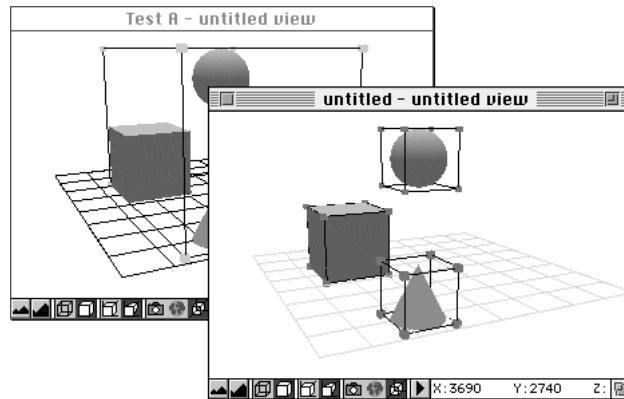 Test A - untitled view
untitled - untitled view
X:3690 Y:2740 Z: